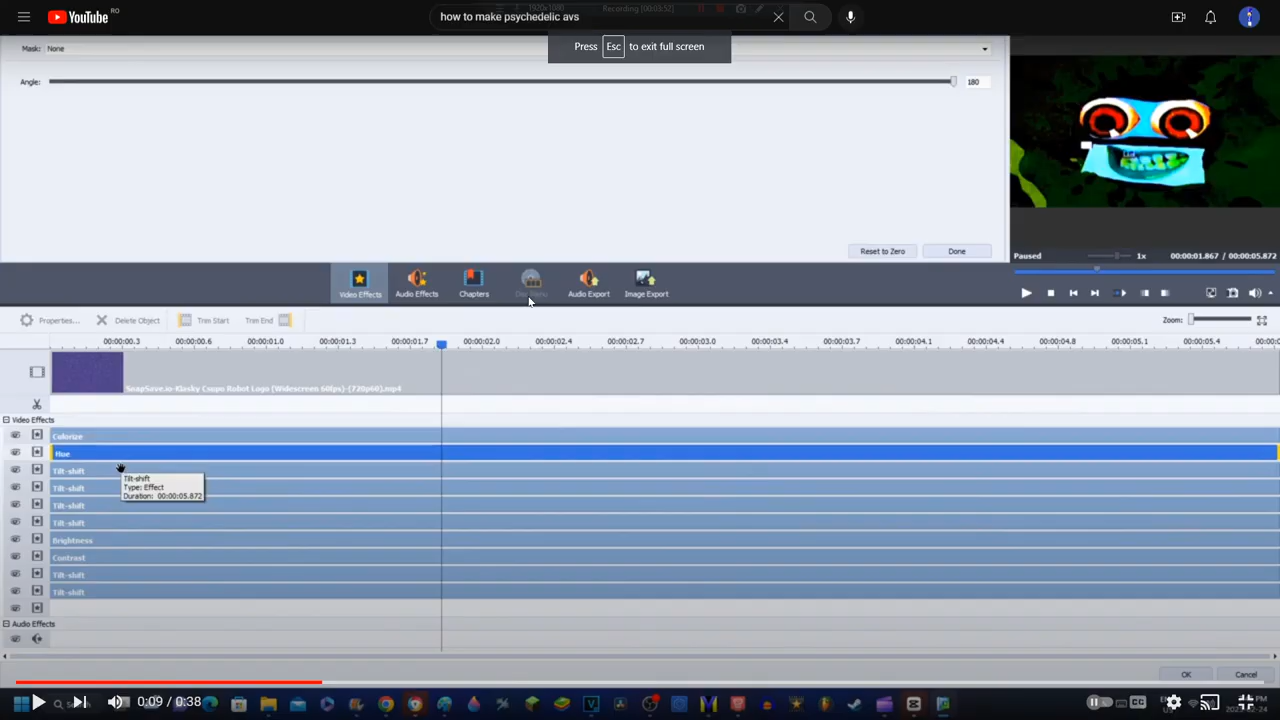 YouTube RO
1920x1080 Recording [00:03:52]
how to make psychedelic avs
Press Esc to exit full screen
Mask: None
Angle: 180
Reset to Zero Done
Paused 1x 00:00:01.867 / 00:00:05.872
Video Effects Audio Effects Chapters Disc Menu Audio Export Image Export
Properties... Delete Object Trim Start Trim End Zoom:
00:00:00.3 00:00:00.6 00:00:01.0 00:00:01.3 00:00:01.7 00:00:02.0 00:00:02.4 00:00:02.7 00:00:03.0 00:00:03.4 00:00:03.7 00:00:04.1 00:00:04.4 00:00:04.8 00:00:05.1 00:00:05.4
SnapSave.io-Klasky Csupo Robot Logo (Widescreen 60fps)-(720p60).mp4
Video Effects
Colorize
Hue
Tilt-shift
Tilt-shift
Type: Effect
Duration: 00:00:05.872
Tilt-shift
Tilt-shift
Tilt-shift
Brightness
Contrast
Tilt-shift
Tilt-shift
Audio Effects
OK Cancel
0:09 / 0:38
CC